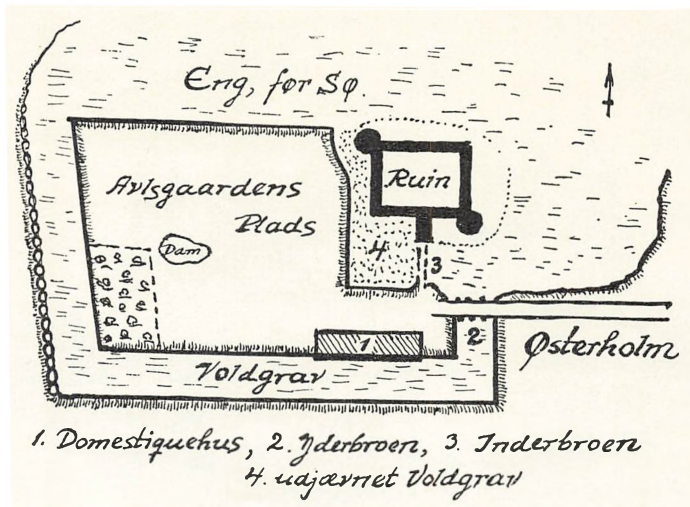 Eng, før Sø.
Avlsgaardens
Plads
Ruin
Dam
4
3
1
2
Østerholm
Voldgrav
1. Domestiquehus, 2. Yderbroen, 3. Inderbroen
4. udjævnet Voldgrav